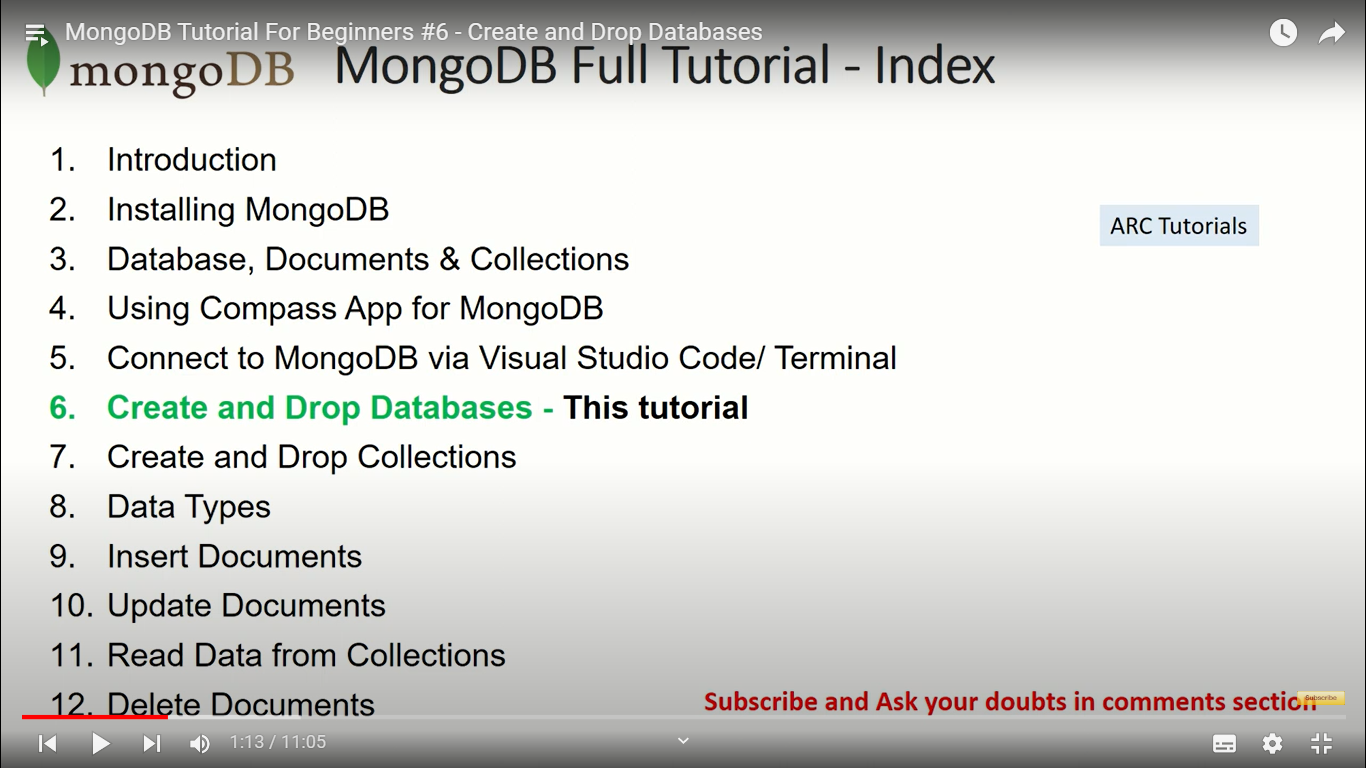 MongoDB Tutorial For Beginners #6 - Create and Drop Databases
mongoDB
MongoDB Full Tutorial - Index
1. Introduction
2. Installing MongoDB
ARC Tutorials
3. Database, Documents & Collections
4. Using Compass App for MongoDB
5. Connect to MongoDB via Visual Studio Code/ Terminal
6. Create and Drop Databases - This tutorial
7. Create and Drop Collections
8. Data Types
9. Insert Documents
10. Update Documents
11. Read Data from Collections
12. Delete Documents
Subscribe and Ask your doubts in comments section
Subscribe
1:13 / 11:05